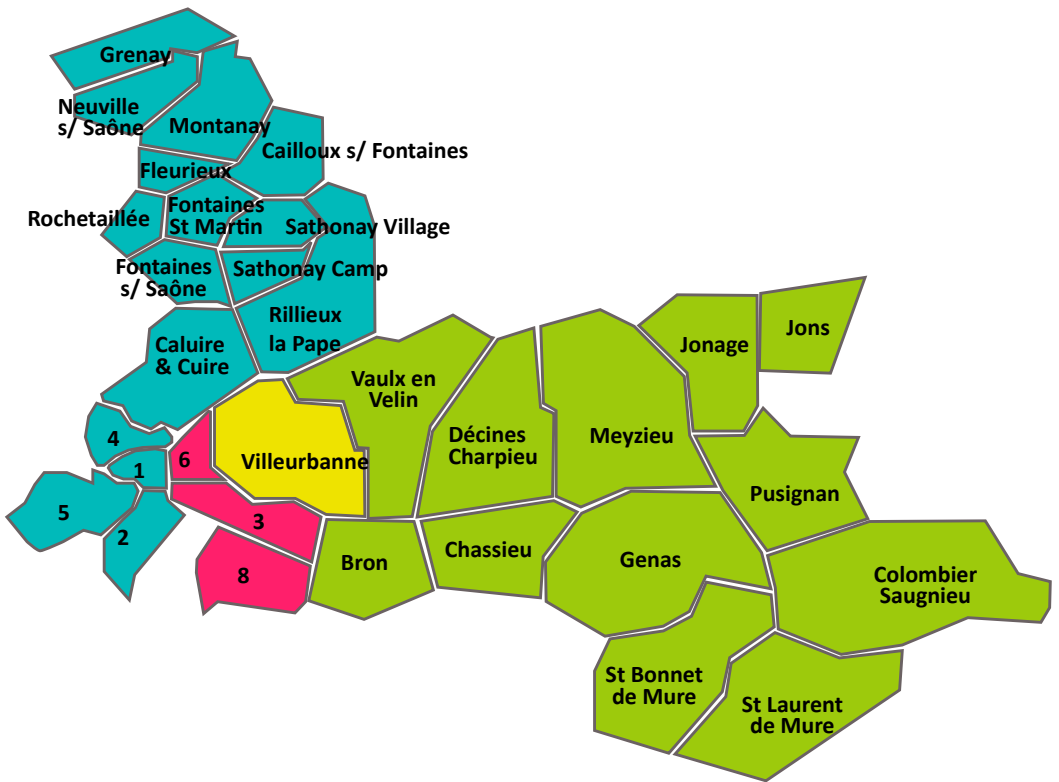 Grenay
Neuville
s/ Saône
Montanay
Cailloux s/ Fontaines
Fleurieux
Rochetaillée
Fontaines
St Martin
Sathonay Village
Fontaines
s/ Saône
Sathonay Camp
Rillieux
la Pape
Caluire
& Cuire
Jons
Jonage
Vaulx en
Velin
Décines
Charpieu
Meyzieu
4
6
1
Villeurbanne
Pusignan
5
2
3
8
Bron
Chassieu
Genas
Colombier
Saugnieu
St Bonnet
de Mure
St Laurent
de Mure